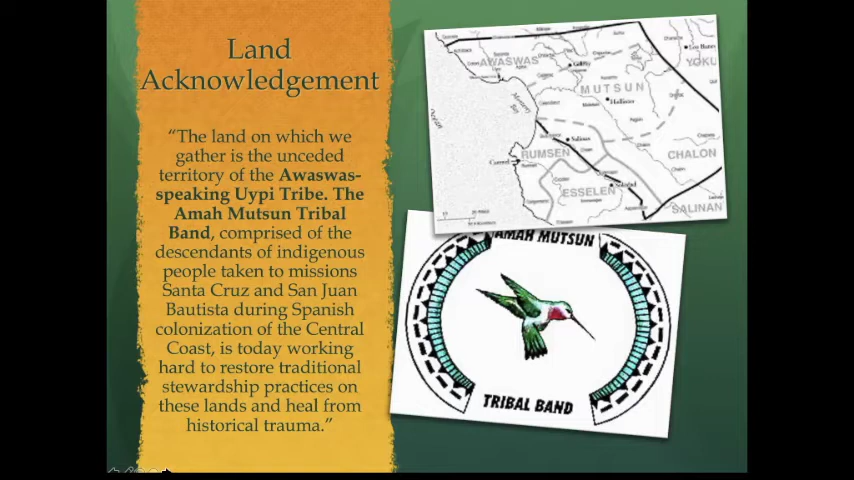 Land
Acknowledgement
“The land on which we
gather is the unceded
territory of the Awaswas-
speaking Uypi Tribe. The
Amah Mutsun Tribal
Band, comprised of the
descendants of indigenous
people taken to missions
Santa Cruz and San Juan
Bautista during Spanish
colonization of the Central
Coast, is today working
hard to restore traditional
stewardship practices on
these lands and heal from
historical trauma.”
AWASWAS
YOKU
MUTSUN
Gilroy
Hollister
Salinas
RUMSEN
CHALON
ESSELEN
Soledad
SALINAN
AMAH MUTSUN
TRIBAL BAND